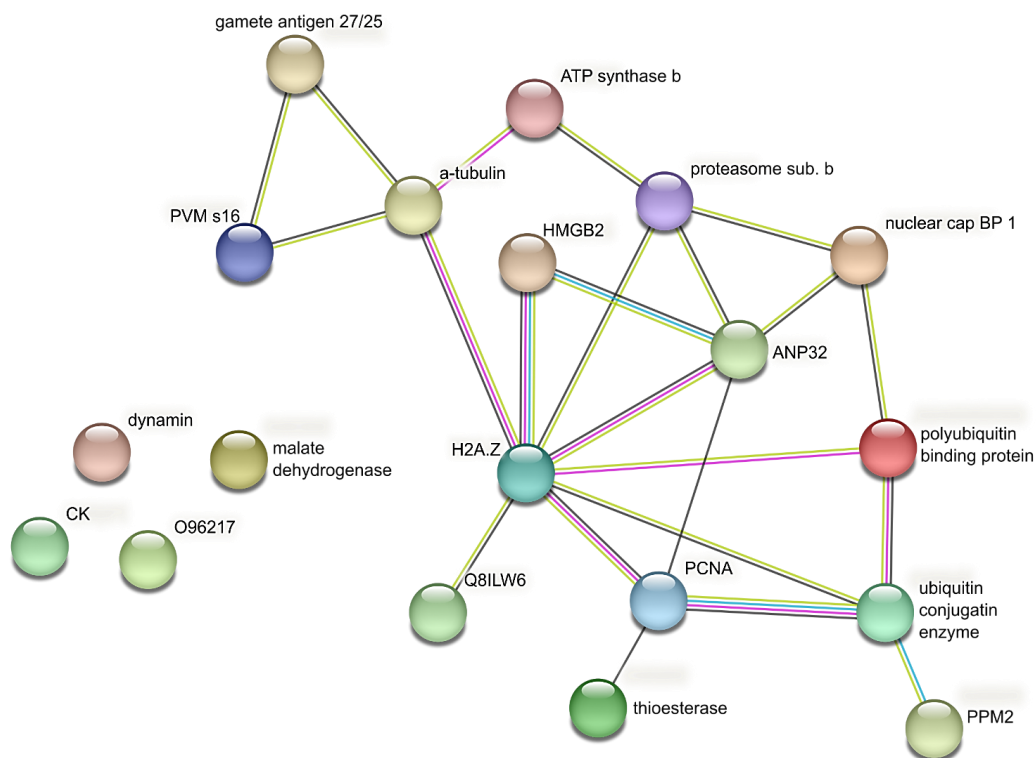 gamete antigen 27/25
ATP synthase b
a-tubulin
proteasome sub. b
PVM s16
HMGB2
nuclear cap BP 1
ANP32
dynamin
malate
dehydrogenase
H2A.Z
polyubiquitin
binding protein
CK
O96217
Q8ILW6
PCNA
ubiquitin
conjugatin
enzyme
thioesterase
PPM2